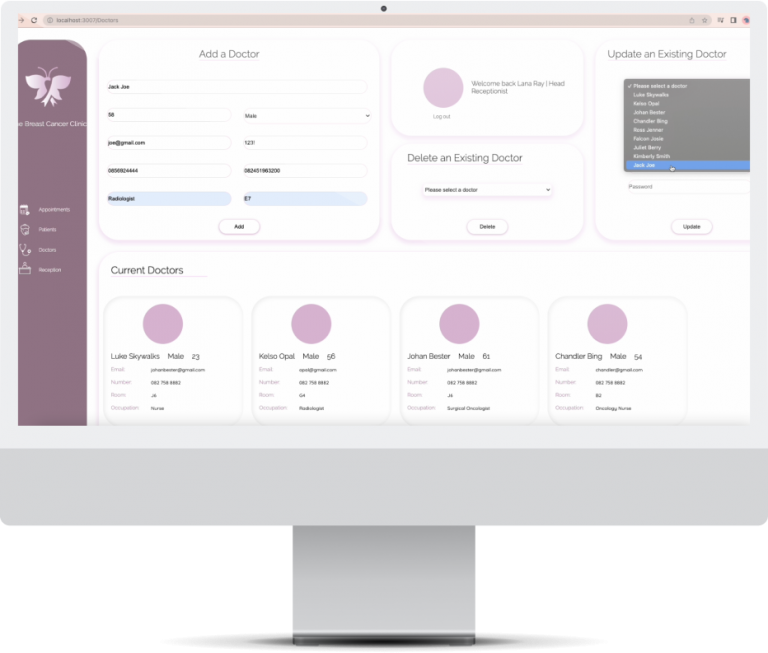 localhost:3007/Doctors
e Breast Cancer Clinic
Appointments
Patients
Doctors
Reception
Add a Doctor
Jack Joe
56
Male
joe@gmail.com
1231
0898924444
082451983200
Radiologist
E7
Add
Welcome back Lana Ray | Head
Receptionist
Log out
Delete an Existing Doctor
Please select a doctor
Delete
Update an Existing Doctor
✓ Please select a doctor
Luke Skywalks
Kelso Opal
Johan Bester
Chandler Bing
Ross Jenner
Falcon Josie
Juliet Berry
Kimberly Smith
Jack Joe
Password
Update
Current Doctors
Luke Skywalks Male 23
Email: johanbester@gmail.com
Number: 082 758 8882
Room: J6
Occupation: Nurse
Kelso Opal Male 56
Email: opal@gmail.com
Number: 082 758 8882
Room: G4
Occupation: Radiologist
Johan Bester Male 61
Email: johanbester@gmail.com
Number: 082 758 8882
Room: J6
Occupation: Surgical Oncologist
Chandler Bing Male 54
Email: chandler@gmail.com
Number: 082 758 8882
Room: B2
Occupation: Oncology Nurse